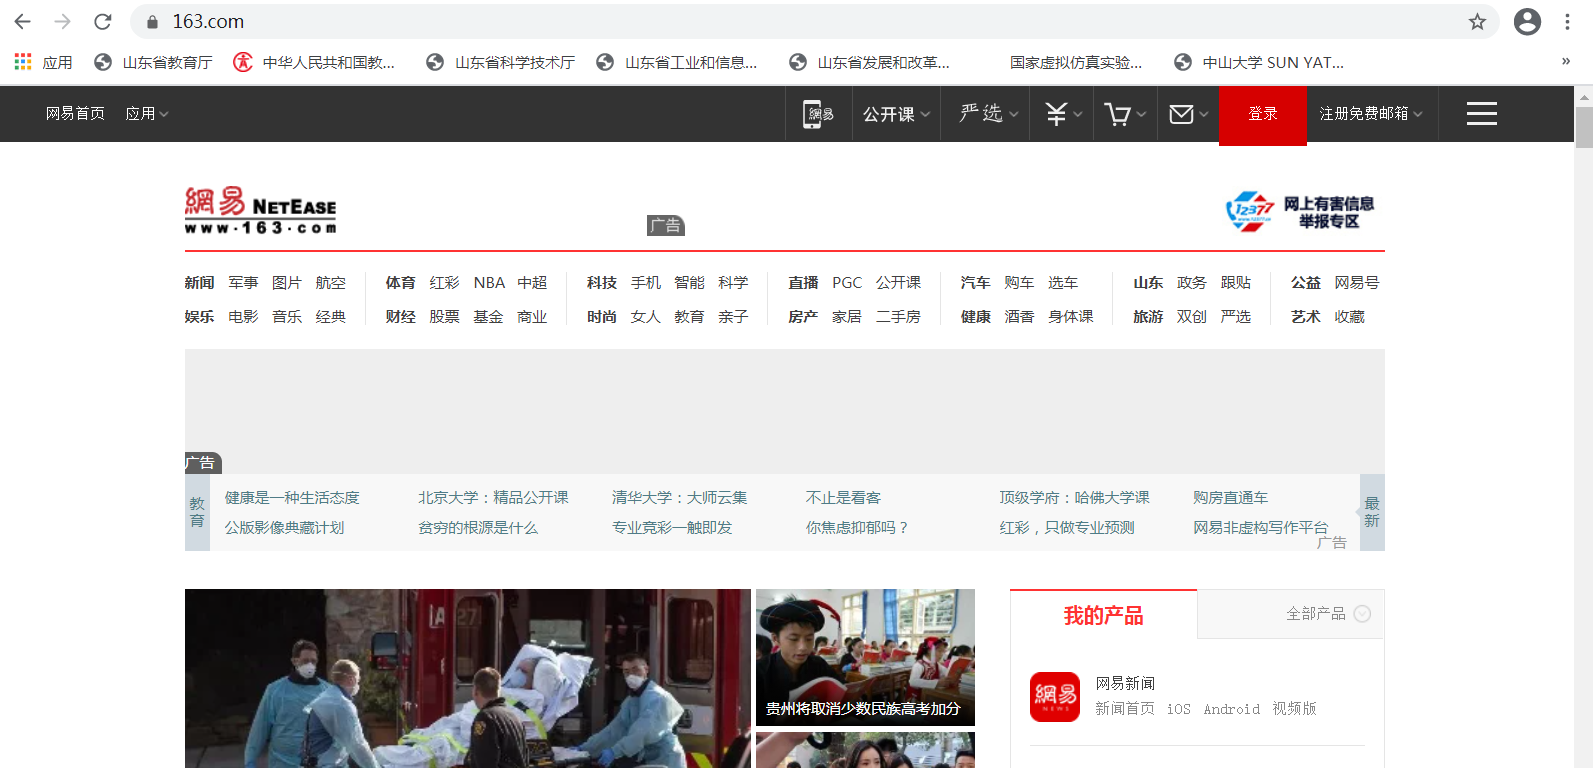 163.com
应用 山东省教育厅 中华人民共和国教... 山东省科学技术厅 山东省工业和信息... 山东省发展和改革... 国家虚拟仿真实验... 中山大学 SUN YAT... »
网易首页 应用 網易 公开课 严选 登录 注册免费邮箱
網易 NETEASE
www.163.com
广告
12377 网上有害信息
举报专区
新闻 军事 图片 航空 体育 红彩 NBA 中超 科技 手机 智能 科学 直播 PGC 公开课 汽车 购车 选车 山东 政务 跟贴 公益 网易号
娱乐 电影 音乐 经典 财经 股票 基金 商业 时尚 女人 教育 亲子 房产 家居 二手房 健康 酒香 身体课 旅游 双创 严选 艺术 收藏
广告
教育
健康是一种生活态度 北京大学：精品公开课 清华大学：大师云集 不止是看客 顶级学府：哈佛大学课 购房直通车
公版影像典藏计划 贫穷的根源是什么 专业竞彩一触即发 你焦虑抑郁吗？ 红彩，只做专业预测 网易非虚构写作平台
最新
广告
27
贵州将取消少数民族高考加分
我的产品 全部产品
網易
NEWS
网易新闻
新闻首页 iOS Android 视频版